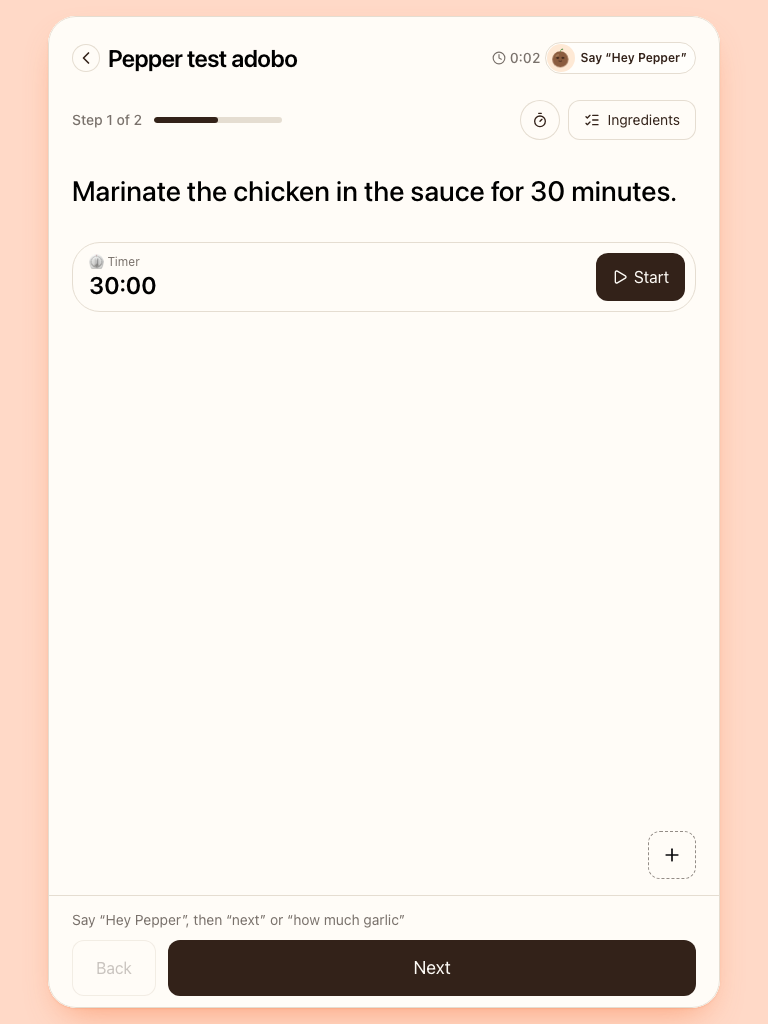 Pepper test adobo
0:02
Say “Hey Pepper”
Step 1 of 2
Ingredients
Marinate the chicken in the sauce for 30 minutes.
Timer
30:00
Start
Say “Hey Pepper”, then “next” or “how much garlic”
Back
Next